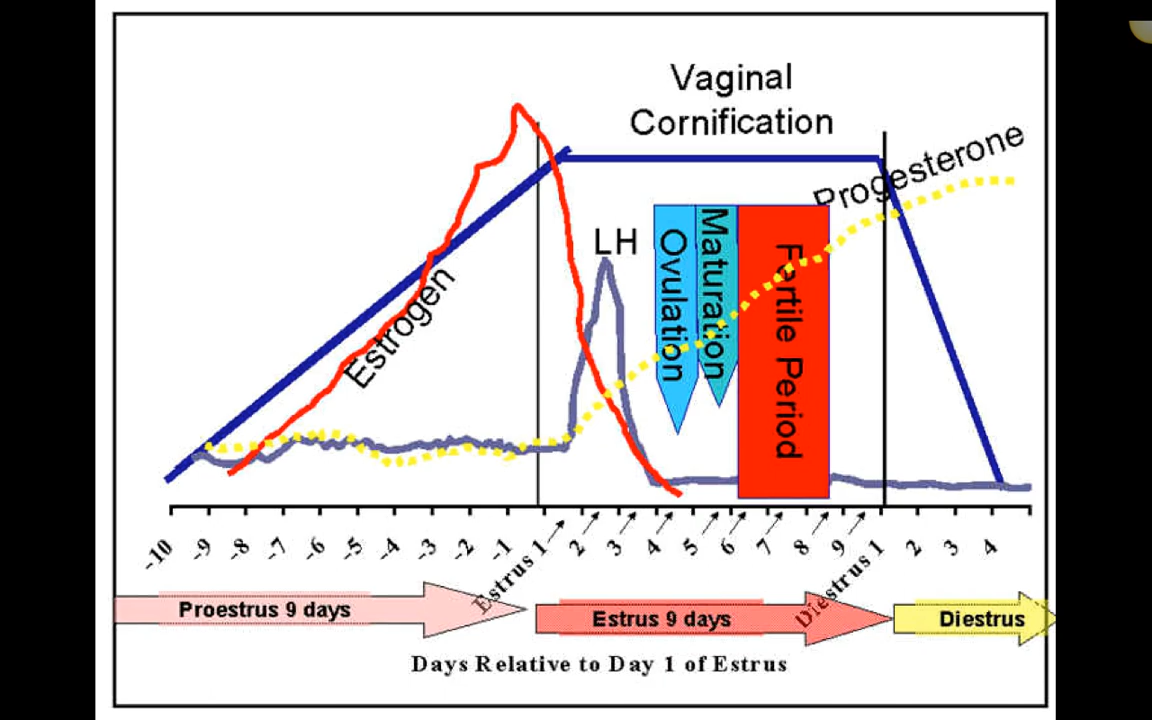 Vaginal
Cornification
Progesterone
LH
Estrogen
Ovulation
Maturation
Fertile Period
-10 -9 -8 -7 -6 -5 -4 -3 -2 -1 Estrus 1 2 3 4 5 6 7 8 9 Diestrus 1 2 3 4
Proestrus 9 days
Estrus 9 days
Diestrus
Days Relative to Day 1 of Estrus